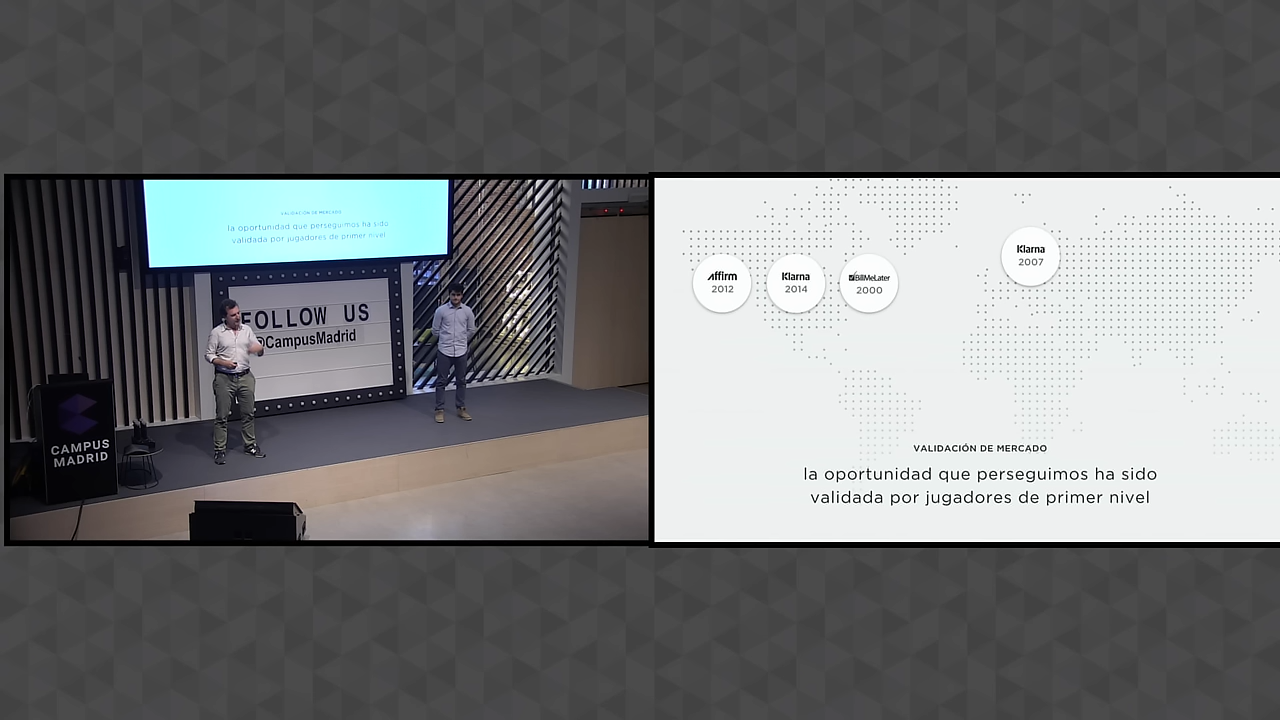 VALIDACIÓN DE MERCADO
la oportunidad que perseguimos ha sido
validada por jugadores de primer nivel
FOLLOW US
@CampusMadrid
CAMPUS
MADRID
affirm
2012
Klarna
2014
BillMeLater
2000
Klarna
2007
VALIDACIÓN DE MERCADO
la oportunidad que perseguimos ha sido
validada por jugadores de primer nivel